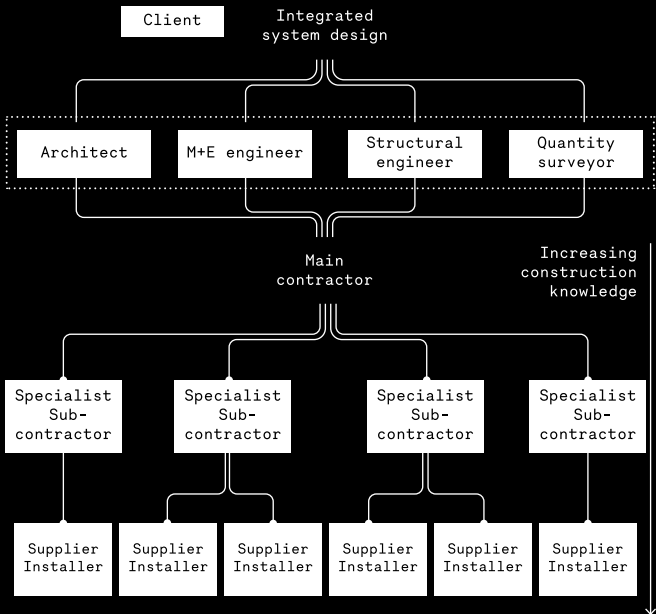 Client
Integrated
system design
Architect
M+E engineer
Structural
engineer
Quantity
surveyor
Main
contractor
Increasing
construction
knowledge
Specialist
Sub-
contractor
Specialist
Sub-
contractor
Specialist
Sub-
contractor
Specialist
Sub-
contractor
Supplier
Installer
Supplier
Installer
Supplier
Installer
Supplier
Installer
Supplier
Installer
Supplier
Installer